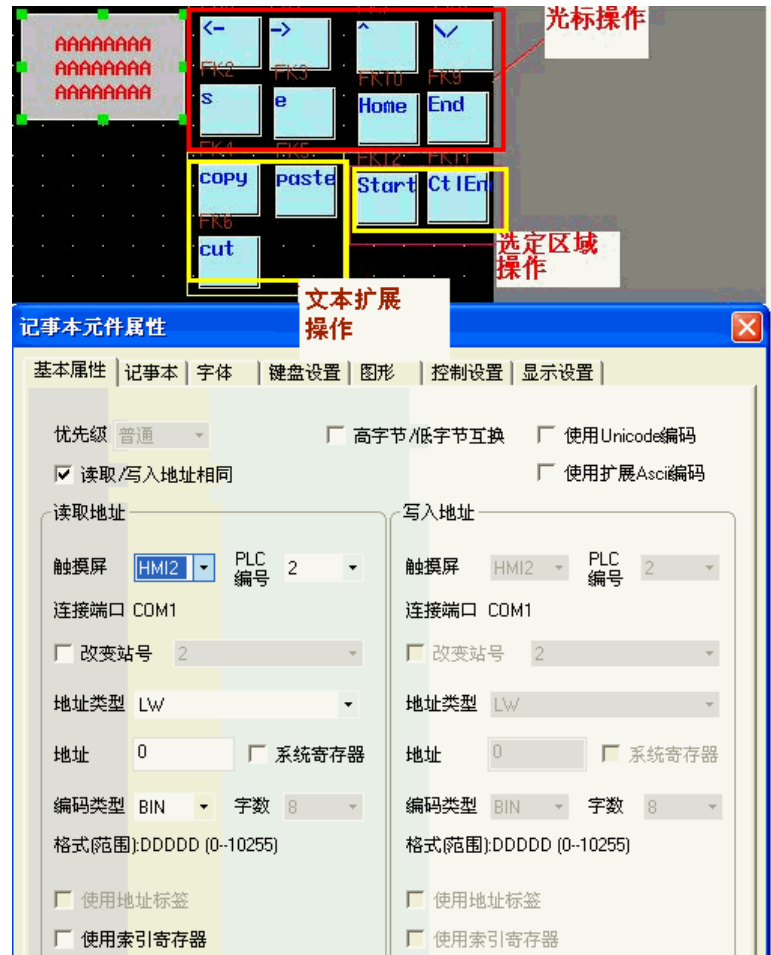 光标操作
AAAAAAAA
AAAAAAAA
AAAAAAAA
<- -> ^ \/
FK2 FK3 FK10 FK9
s e Home End
FK4 FK5 FK12 FK11
copy paste Start CtlEn
FK6
cut
选定区域
操作
文本扩展
操作
记事本元件属性
基本属性 记事本 字体 键盘设置 图形 控制设置 显示设置
优先级 普通 高字节/低字节互换 使用Unicode编码
读取/写入地址相同 使用扩展Ascii编码
读取地址 写入地址
触摸屏 HMI2 PLC编号 2 触摸屏 HMI2 PLC编号 2
连接端口 COM1 连接端口 COM1
改变站号 2 改变站号 2
地址类型 LW 地址类型 LW
地址 0 系统寄存器 地址 0 系统寄存器
编码类型 BIN 字数 8 编码类型 BIN 字数 8
格式(范围):DDDDD (0--10255) 格式(范围):DDDDD (0--10255)
使用地址标签 使用地址标签
使用索引寄存器 使用索引寄存器